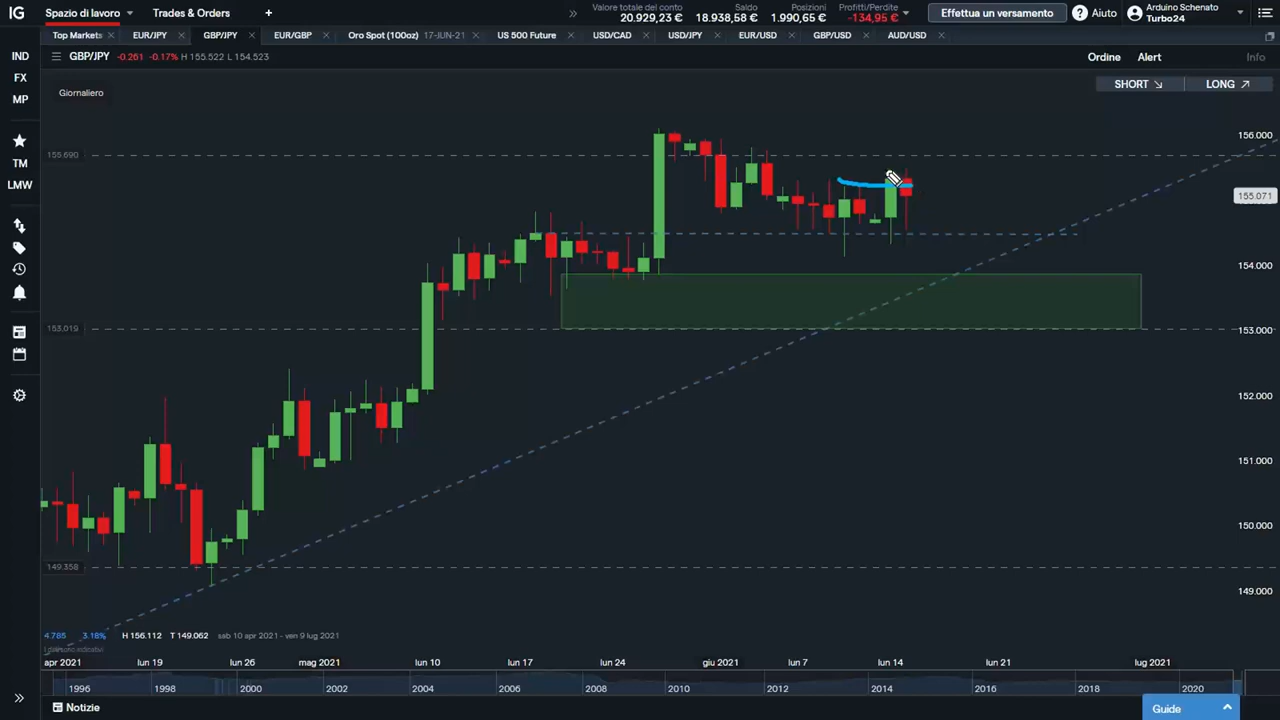 IG Spazio di lavoro Trades & Orders + » Valore totale del conto 20.929,23 € Saldo 18.938,58 € Posizioni 1.990,65 € Profitti/Perdite -134,95 € Effettua un versamento ? Aiuto Arduino Schenato Turbo24
Top Markets EUR/JPY GBP/JPY EUR/GBP Oro Spot (100oz) 17-JUN-21 US 500 Future USD/CAD USD/JPY EUR/USD GBP/USD AUD/USD
GBP/JPY -0.261 -0.17% H 155.522 L 154.523 Ordine Alert Info
IND
FX
MP
TM
LMW
SHORT LONG
Giornaliero
156.000
155.690
155.071
154.000
153.019
153.000
152.000
151.000
150.000
149.358
149.000
4.785 3.18% H 156.112 T 149.062 sab 10 apr 2021 - ven 9 lug 2021
apr 2021 lun 19 lun 26 mag 2021 lun 10 lun 17 lun 24 giu 2021 lun 7 lun 14 lun 21 lug 2021
1996 1998 2000 2002 2004 2006 2008 2010 2012 2014 2016 2018 2020
Notizie Guide